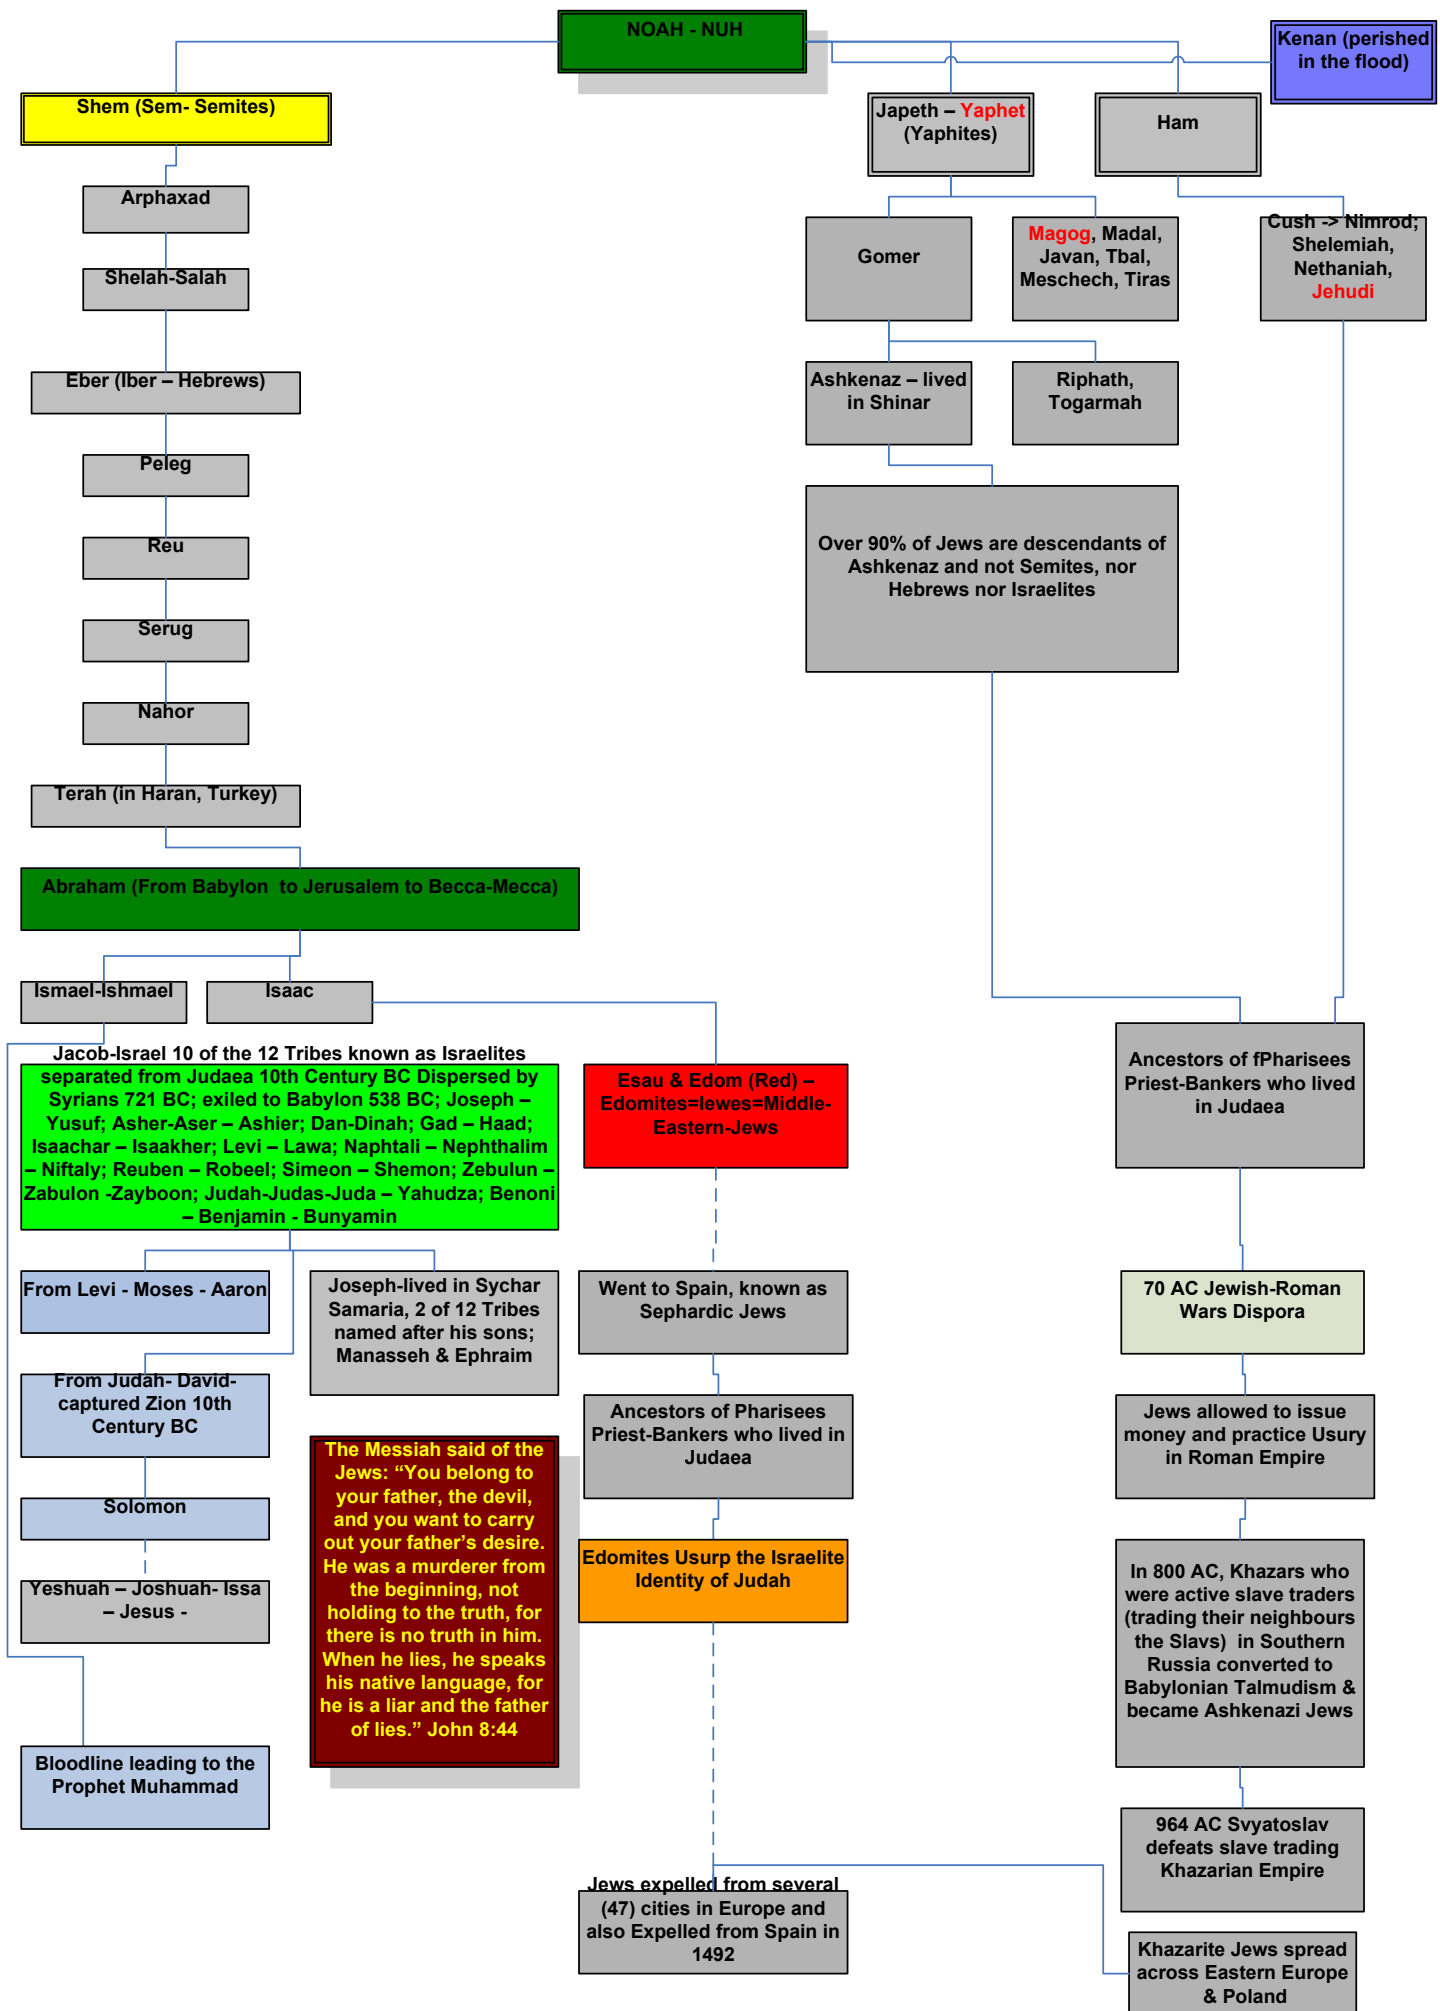 NOAH - NUH
Kenan (perished
in the flood)
Shem (Sem- Semites)
Japeth – Yaphet
(Yaphites)
Ham
Arphaxad
Shelah-Salah
Eber (Iber – Hebrews)
Peleg
Reu
Serug
Nahor
Terah (in Haran, Turkey)
Gomer
Magog, Madal,
Javan, Tbal,
Meschech, Tiras
Cush -> Nimrod;
Shelemiah,
Nethaniah,
Jehudi
Ashkenaz – lived
in Shinar
Riphath,
Togarmah
Over 90% of Jews are descendants of
Ashkenaz and not Semites, nor
Hebrews nor Israelites
Abraham (From Babylon  to Jerusalem to Becca-Mecca)
Ismael-Ishmael
Isaac
Jacob-Israel 10 of the 12 Tribes known as Israelites
separated from Judaea 10th Century BC Dispersed by
Syrians 721 BC; exiled to Babylon 538 BC; Joseph –
Yusuf; Asher-Aser – Ashier; Dan-Dinah; Gad – Haad;
Isaachar – Isaakher; Levi – Lawa; Naphtali – Nephthalim
– Niftaly; Reuben – Robeel; Simeon – Shemon; Zebulun –
Zabulon -Zayboon; Judah-Judas-Juda – Yahudza; Benoni
– Benjamin - Bunyamin
Esau & Edom (Red) –
Edomites=Iewes=Middle-
Eastern-Jews
Ancestors of fPharisees
Priest-Bankers who lived
in Judaea
From Levi - Moses - Aaron
Joseph-lived in Sychar
Samaria, 2 of 12 Tribes
named after his sons;
Manasseh & Ephraim
Went to Spain, known as
Sephardic Jews
70 AC Jewish-Roman
Wars Dispora
From Judah- David-
captured Zion 10th
Century BC
Ancestors of Pharisees
Priest-Bankers who lived in
Judaea
Jews allowed to issue
money and practice Usury
in Roman Empire
The Messiah said of the
Jews: “You belong to
your father, the devil,
and you want to carry
out your father’s desire.
He was a murderer from
the beginning, not
holding to the truth, for
there is no truth in him.
When he lies, he speaks
his native language, for
he is a liar and the father
of lies.” John 8:44
Solomon
Yeshuah – Joshuah- Issa
– Jesus -
Edomites Usurp the Israelite
Identity of Judah
In 800 AC, Khazars who
were active slave traders
(trading their neighbours
the Slavs)  in Southern
Russia converted to
Babylonian Talmudism &
became Ashkenazi Jews
Bloodline leading to the
Prophet Muhammad
964 AC Svyatoslav
defeats slave trading
Khazarian Empire
Jews expelled from several
(47) cities in Europe and
also Expelled from Spain in
1492
Khazarite Jews spread
across Eastern Europe
& Poland